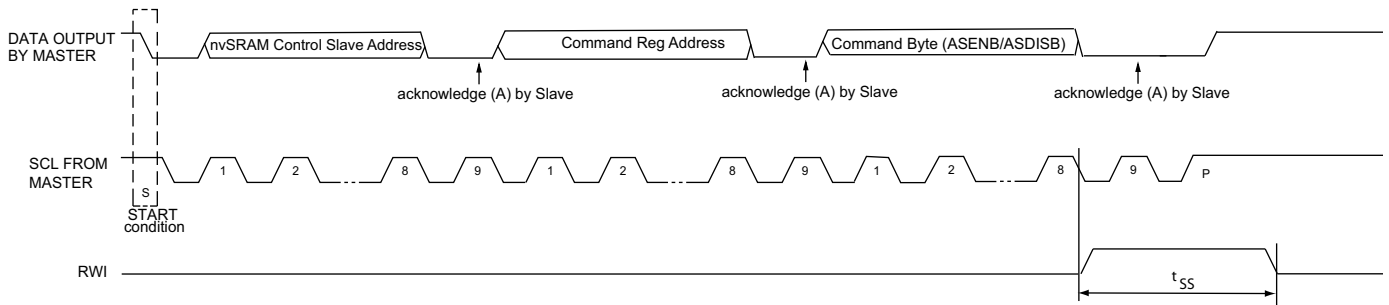 DATA OUTPUT
BY MASTER
nvSRAM Control Slave Address
Command Reg Address
Command Byte (ASENB/ASDISB)
acknowledge (A) by Slave
acknowledge (A) by Slave
acknowledge (A) by Slave
SCL FROM
MASTER
S
1
2
8
9
1
2
8
9
1
2
8
9
P
START
condition
RWI
tSS